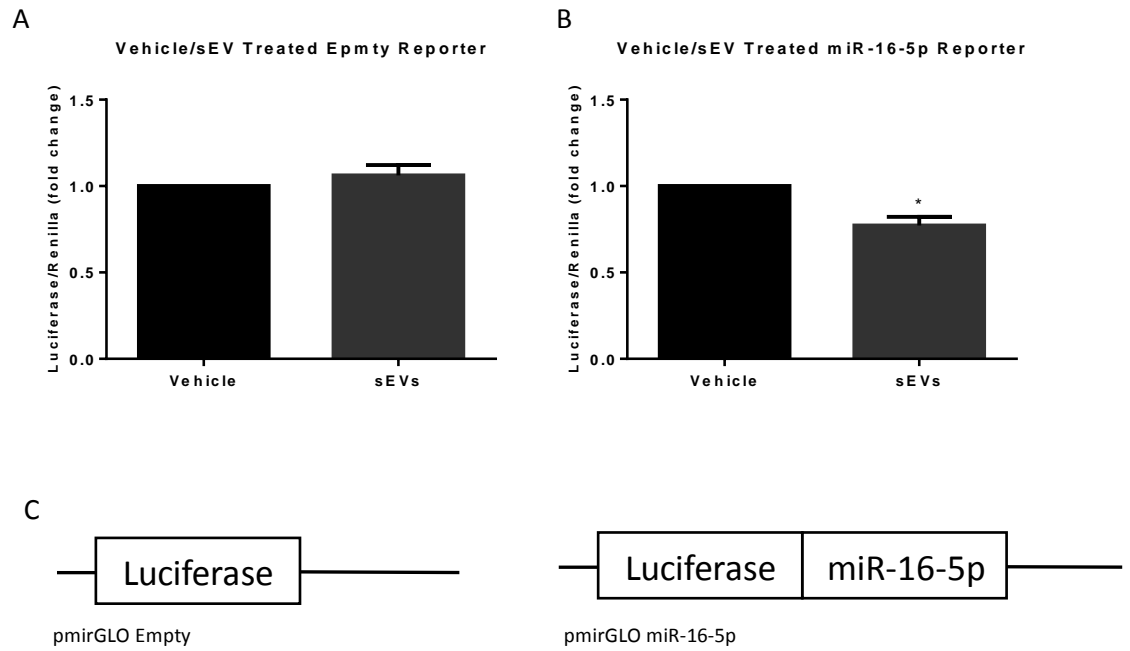 A
Vehicle/sEV Treated Epmty Reporter
Luciferase/Renilla (fold change)
1.5
1.0
0.5
0.0
Vehicle
sEVs
B
Vehicle/sEV Treated miR-16-5p Reporter
Luciferase/Renilla (fold change)
1.5
1.0
0.5
0.0
*
Vehicle
sEVs
C
Luciferase
pmirGLO Empty
Luciferase
miR-16-5p
pmirGLO miR-16-5p